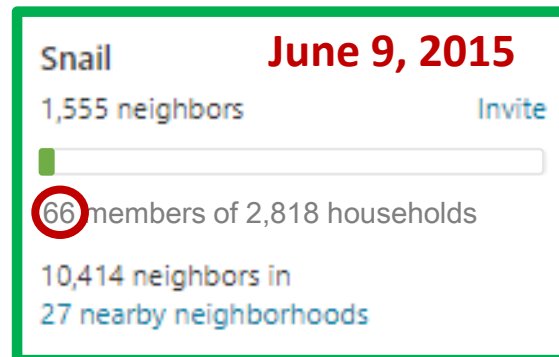 Snail June 9, 2015
1,555 neighbors Invite
66 members of 2,818 households
10,414 neighbors in
27 nearby neighborhoods